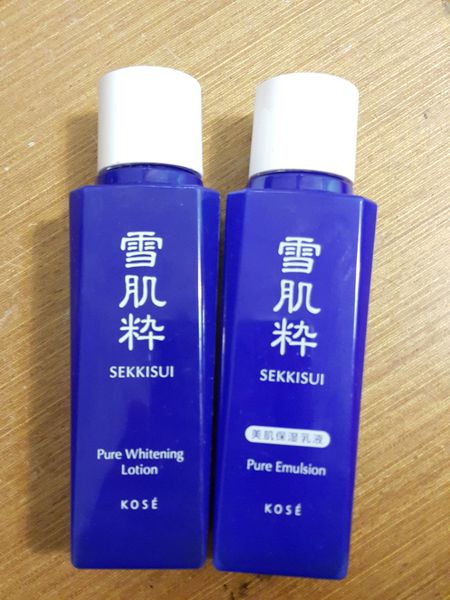 雪肌粋
SEKKISUI
Pure Whitening
Lotion
KOSÉ
雪肌粋
SEKKISUI
美肌保湿乳液
Pure Emulsion
KOSÉ